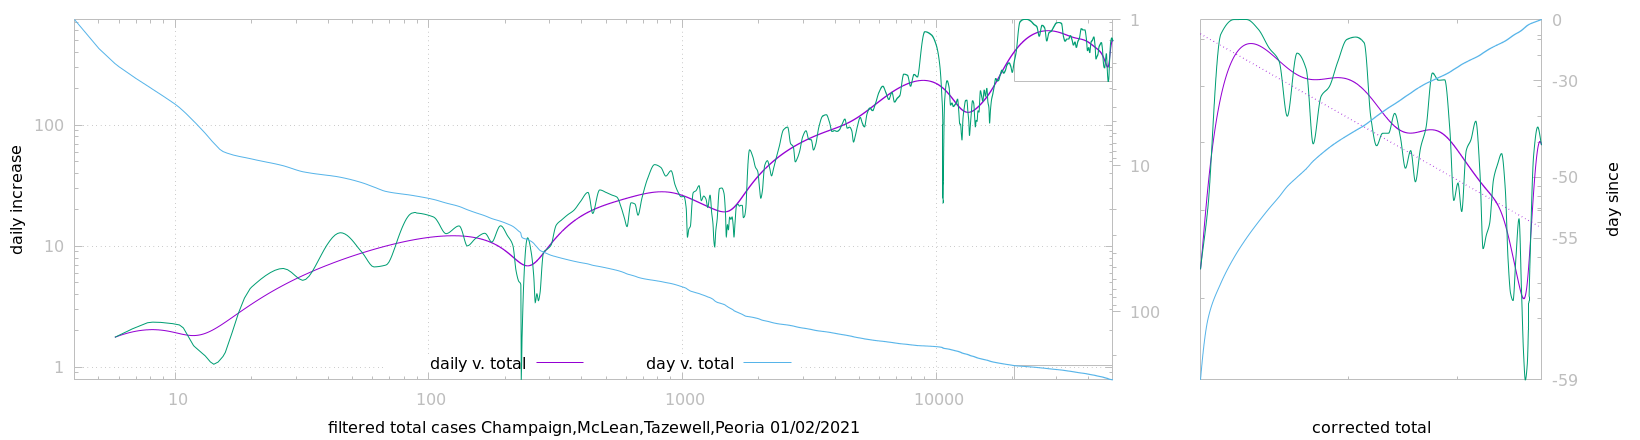 daily increase
100
10
1
10
100
1000
10000
1
10
100
daily v. total
day v. total
filtered total cases Champaign,McLean,Tazewell,Peoria 01/02/2021
0
-30
-50
-55
-59
day since
corrected total